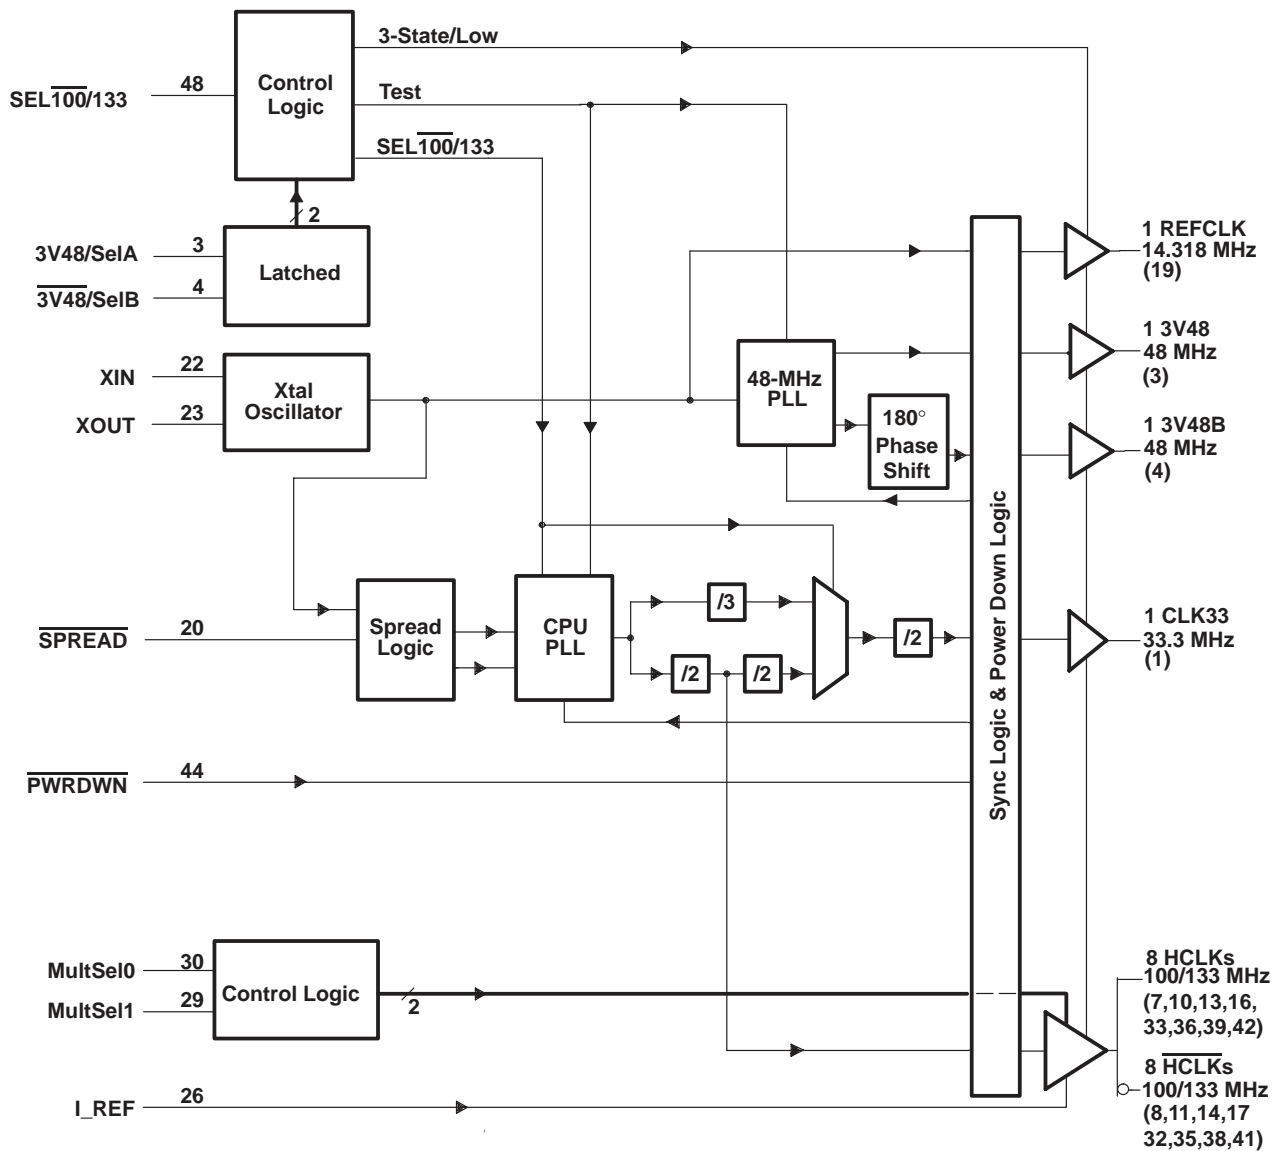 3-State/Low
Control
Logic
48
SEL100/133
Test
SEL100/133
2
3V48/SelA
3
Latched
3V48/SelB
4
1 REFCLK
14.318 MHz
(19)
1 3V48
48 MHz
(3)
XIN
22
Xtal
Oscillator
XOUT
23
48-MHz
PLL
180°
Phase
Shift
1 3V48B
48 MHz
(4)
Sync Logic & Power Down Logic
SPREAD
20
Spread
Logic
CPU
PLL
/3
/2
/2
/2
1 CLK33
33.3 MHz
(1)
PWRDWN
44
MultSel0
30
MultSel1
29
Control Logic
2
8 HCLKs
100/133 MHz
(7,10,13,16,
33,36,39,42)
8 HCLKs
100/133 MHz
(8,11,14,17
32,35,38,41)
I_REF
26